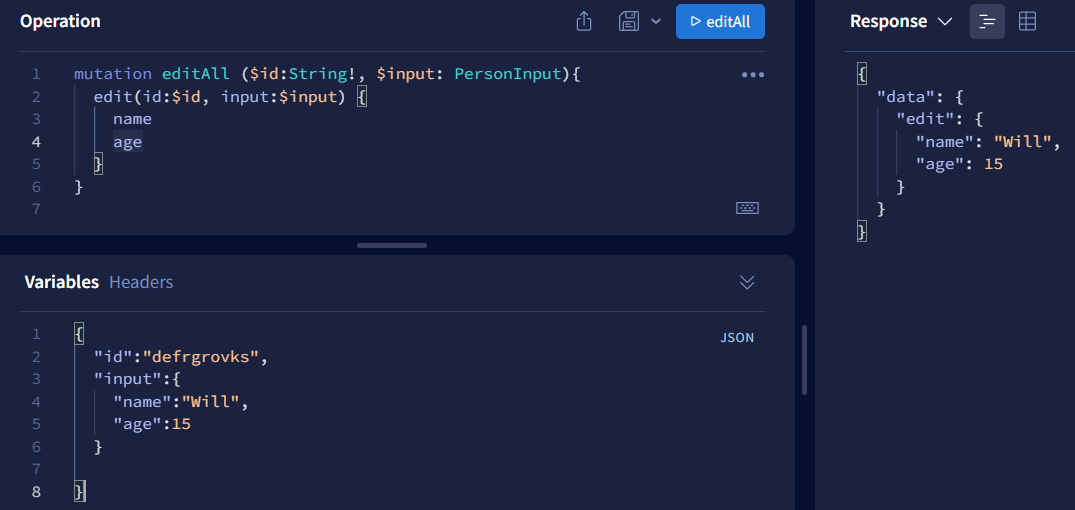 Operation
editAll
1 mutation editAll ($id:String!, $input: PersonInput){
2 edit(id:$id, input:$input) {
3 name
4 age
5 }
6 }
7
Variables Headers
JSON
1 {
2 "id":"defrgrovks",
3 "input":{
4 "name":"Will",
5 "age":15
6 }
7
8 }
Response
{
"data": {
"edit": {
"name": "Will",
"age": 15
}
}
}